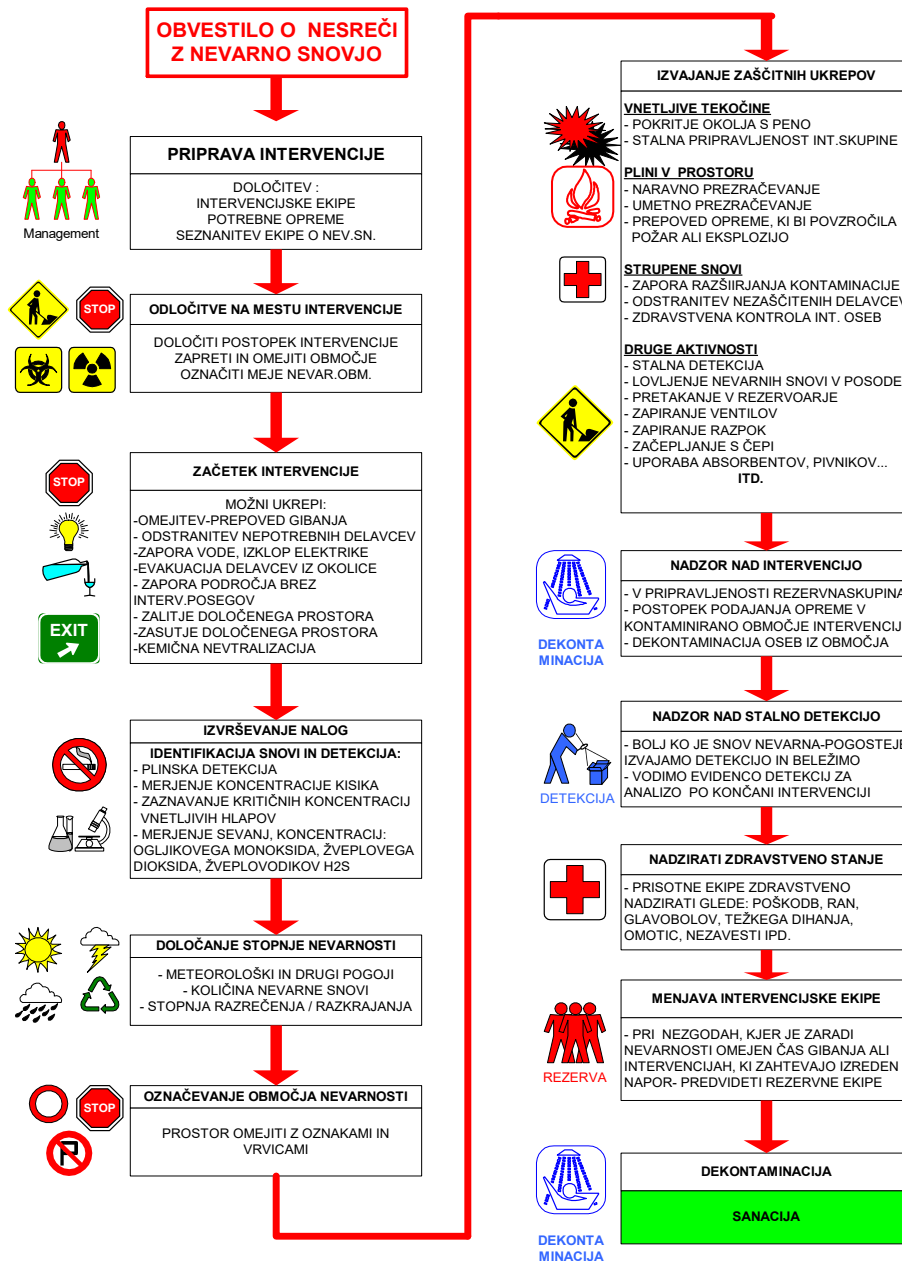 OBVESTILO O NESREČI
Z NEVARNO SNOVJO
Management
PRIPRAVA INTERVENCIJE
DOLOČITEV :
INTERVENCIJSKE EKIPE
POTREBNE OPREME
SEZNANITEV EKIPE O NEV.SN.
STOP
ODLOČITVE NA MESTU INTERVENCIJE
DOLOČITI POSTOPEK INTERVENCIJE
ZAPRETI IN OMEJITI OBMOČJE
OZNAČITI MEJE NEVAR.OBM.
STOP
EXIT
ZAČETEK INTERVENCIJE
MOŽNI UKREPI:
-OMEJITEV-PREPOVED GIBANJA
- ODSTRANITEV NEPOTREBNIH DELAVCEV
-ZAPORA VODE, IZKLOP ELEKTRIKE
-EVAKUACIJA DELAVCEV IZ OKOLICE
- ZAPORA PODROČJA BREZ
INTERV.POSEGOV
- ZALITJE DOLOČENEGA PROSTORA
-ZASUTJE DOLOČENEGA PROSTORA
-KEMIČNA NEVTRALIZACIJA
IZVRŠEVANJE NALOG
IDENTIFIKACIJA SNOVI IN DETEKCIJA:
- PLINSKA DETEKCIJA
- MERJENJE KONCENTRACIJE KISIKA
- ZAZNAVANJE KRITIČNIH KONCENTRACIJ
VNETLJIVIH HLAPOV
- MERJENJE SEVANJ, KONCENTRACIJ:
OGLJIKOVEGA MONOKSIDA, ŽVEPLOVEGA
DIOKSIDA, ŽVEPLOVODIKOV H2S
DOLOČANJE STOPNJE NEVARNOSTI
- METEOROLOŠKI IN DRUGI POGOJI
- KOLIČINA NEVARNE SNOVI
- STOPNJA RAZREČENJA / RAZKRAJANJA
STOP
P
OZNAČEVANJE OBMOČJA NEVARNOSTI
PROSTOR OMEJITI Z OZNAKAMI IN
VRVICAMI
IZVAJANJE ZAŠČITNIH UKREPOV
VNETLJIVE TEKOČINE
- POKRITJE OKOLJA S PENO
- STALNA PRIPRAVLJENOST INT.SKUPINE
PLINI V PROSTORU
- NARAVNO PREZRAČEVANJE
- UMETNO PREZRAČEVANJE
- PREPOVED OPREME, KI BI POVZROČILA
POŽAR ALI EKSPLOZIJO
STRUPENE SNOVI
- ZAPORA RAZŠIIRJANJA KONTAMINACIJE
- ODSTRANITEV NEZAŠČITENIH DELAVCEV
- ZDRAVSTVENA KONTROLA INT. OSEB
DRUGE AKTIVNOSTI
- STALNA DETEKCIJA
- LOVLJENJE NEVARNIH SNOVI V POSODE
- PRETAKANJE V REZERVOARJE
- ZAPIRANJE VENTILOV
- ZAPIRANJE RAZPOK
- ZAČEPLJANJE S ČEPI
- UPORABA ABSORBENTOV, PIVNIKOV...
ITD.
DEKONTA
MINACIJA
NADZOR NAD INTERVENCIJO
- V PRIPRAVLJENOSTI REZERVNASKUPINA
- POSTOPEK PODAJANJA OPREME V
KONTAMINIRANO OBMOČJE INTERVENCIJ
- DEKONTAMINACIJA OSEB IZ OBMOČJA
DETEKCIJA
NADZOR NAD STALNO DETEKCIJO
- BOLJ KO JE SNOV NEVARNA-POGOSTEJE
IZVAJAMO DETEKCIJO IN BELEŽIMO
- VODIMO EVIDENCO DETEKCIJ ZA
ANALIZO PO KONČANI INTERVENCIJI
NADZIRATI ZDRAVSTVENO STANJE
- PRISOTNE EKIPE ZDRAVSTVENO
NADZIRATI GLEDE: POŠKODB, RAN,
GLAVOBOLOV, TEŽKEGA DIHANJA,
OMOTIC, NEZAVESTI IPD.
REZERVA
MENJAVA INTERVENCIJSKE EKIPE
- PRI NEZGODAH, KJER JE ZARADI
NEVARNOSTI OMEJEN ČAS GIBANJA ALI
INTERVENCIJAH, KI ZAHTEVAJO IZREDEN
NAPOR- PREDVIDETI REZERVNE EKIPE
DEKONTA
MINACIJA
DEKONTAMINACIJA
SANACIJA